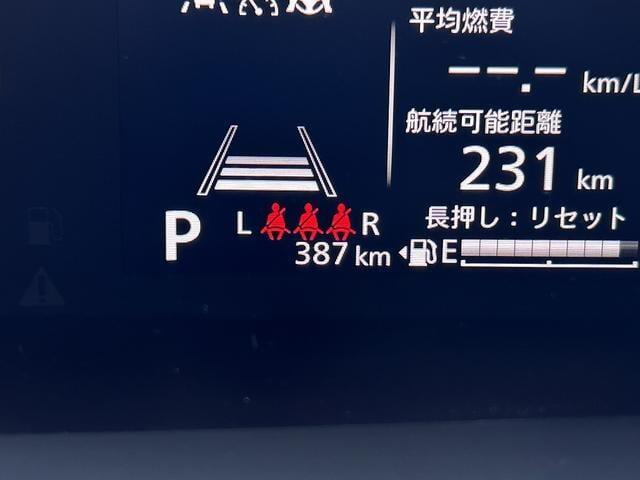 平均燃費
--.- km/L
航続可能距離
231 km
長押し：リセット
P L R
387 km E